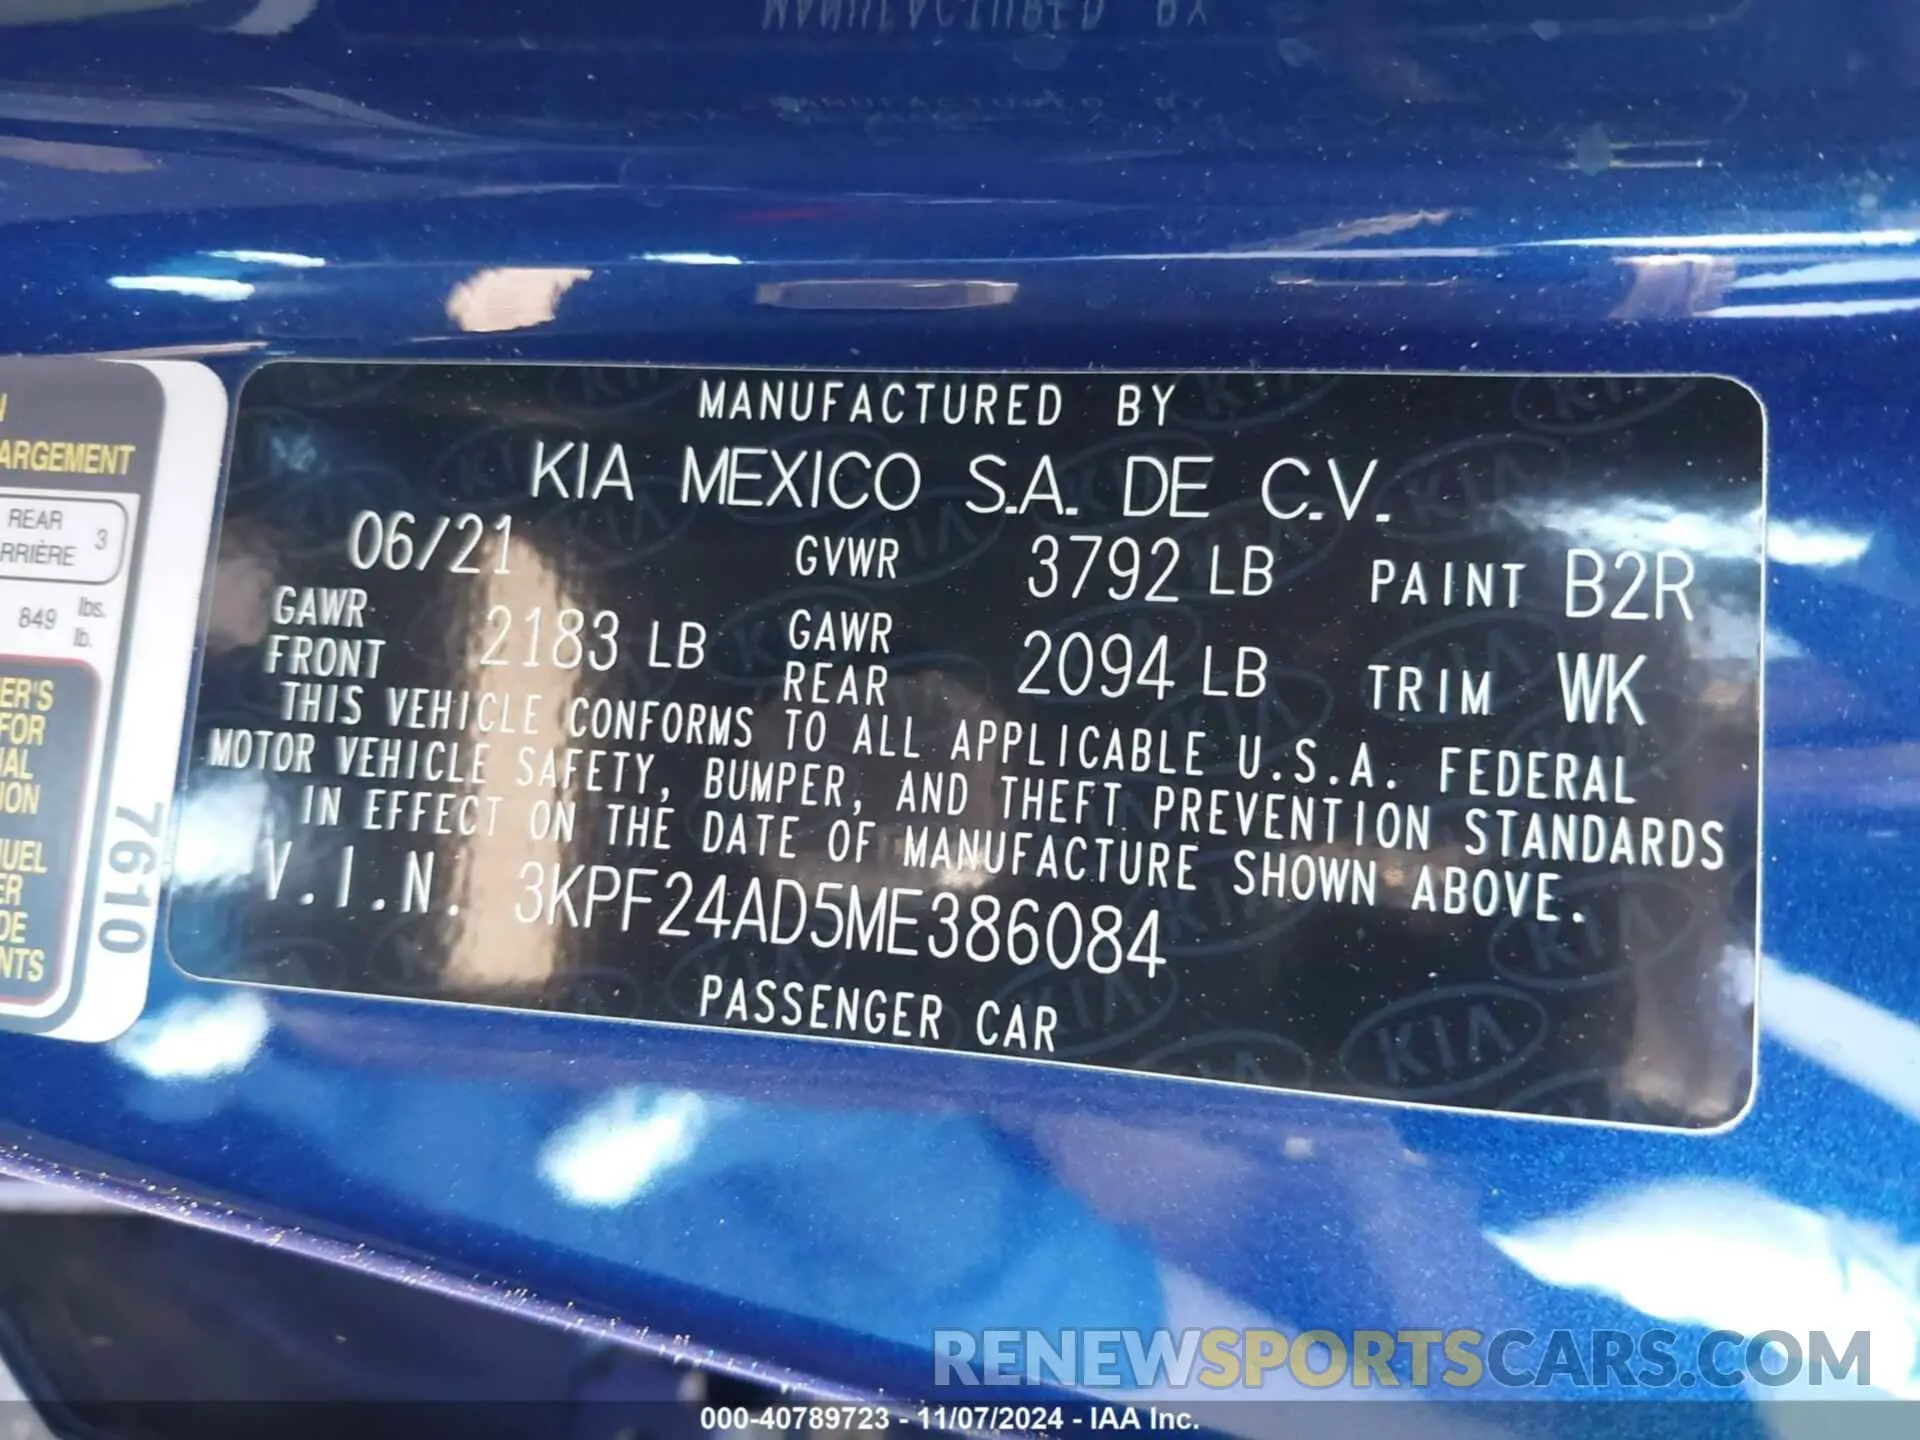 MANUFACTURED BY
KIA MEXICO S.A. DE C.V.
06/21 GVWR 3792 LB PAINT B2R
GAWR FRONT 2183 LB GAWR REAR 2094 LB TRIM WK
THIS VEHICLE CONFORMS TO ALL APPLICABLE U.S.A. FEDERAL
MOTOR VEHICLE SAFETY, BUMPER, AND THEFT PREVENTION STANDARDS
IN EFFECT ON THE DATE OF MANUFACTURE SHOWN ABOVE.
V.I.N. 3KPF24AD5ME386084
PASSENGER CAR
REAR 3
849 lbs.
lb.
7610
RENEWSPORTSCARS.COM
000-40789723 - 11/07/2024 - IAA Inc.